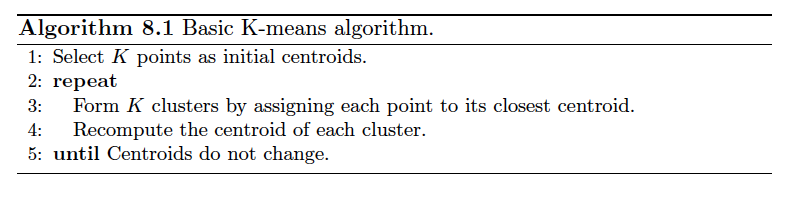 Algorithm 8.1 Basic K-means algorithm.
1: Select K points as initial centroids.
2: repeat
3: Form K clusters by assigning each point to its closest centroid.
4: Recompute the centroid of each cluster.
5: until Centroids do not change.